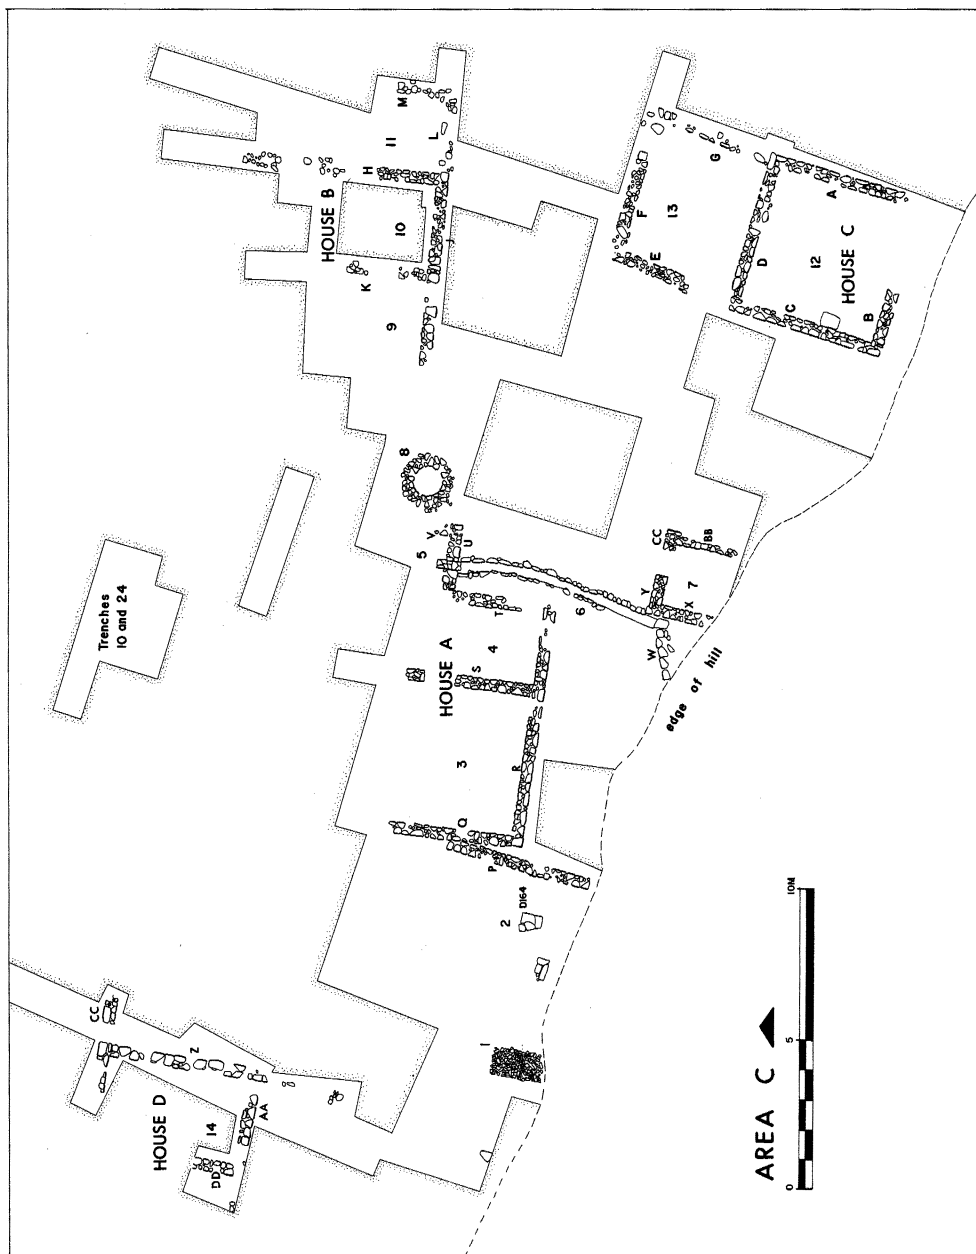 M
11
L
H
HOUSE B
10
K
9
G
F
13
E
A
D
12
HOUSE C
C
B
8
V
U
5
T
6
CC
BB
Y
7
X
W
edge of hill
Trenches
10 and 24
HOUSE A
4
S
3
R
Q
P
D164
2
1
CC
Z
AA
HOUSE D
14
DD
AREA C
0
5
10M